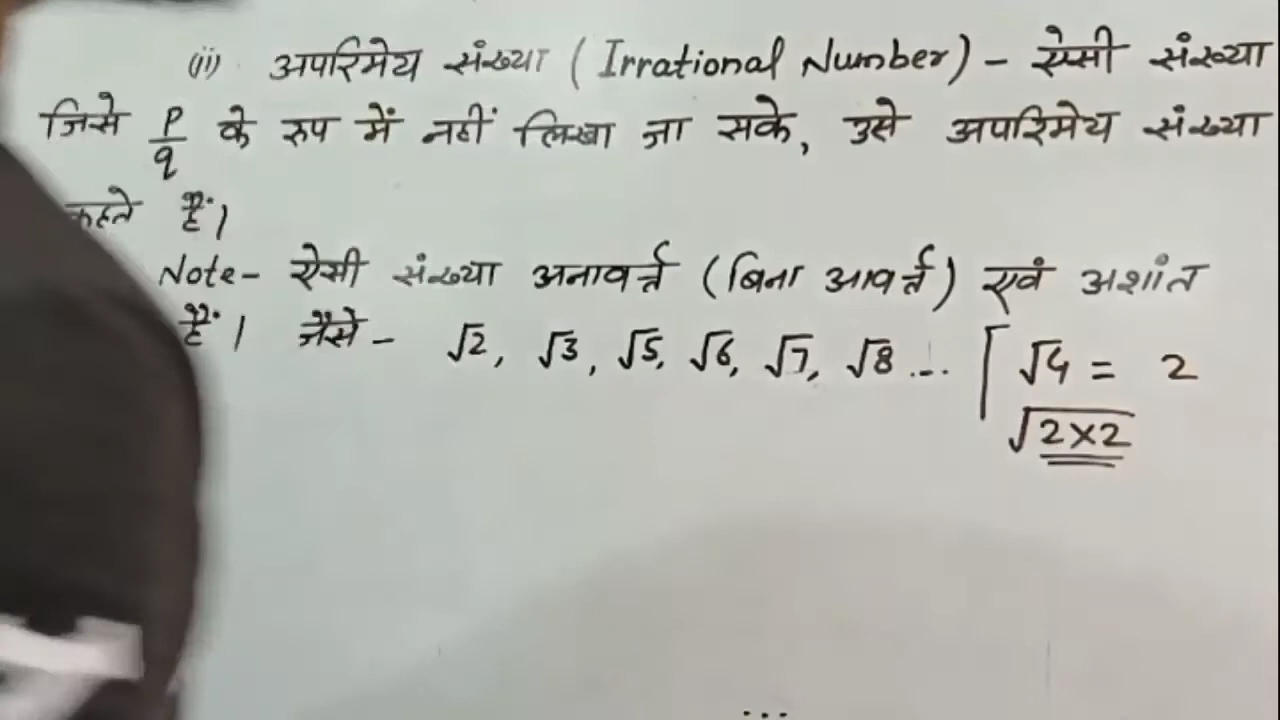 (ii) अपरिमेय संख्या (Irrational Number) - ऐसी संख्या
जिसे p/q के रुप में नहीं लिखा जा सके, उसे अपरिमेय संख्या
कहते हैं।
Note - ऐसी संख्या अनावर्त्त (बिना आवर्त्त) एवं अशांत
हैं। जैसे - √2, √3, √5, √6, √7, √8 ... [ √4 = 2
√2×2